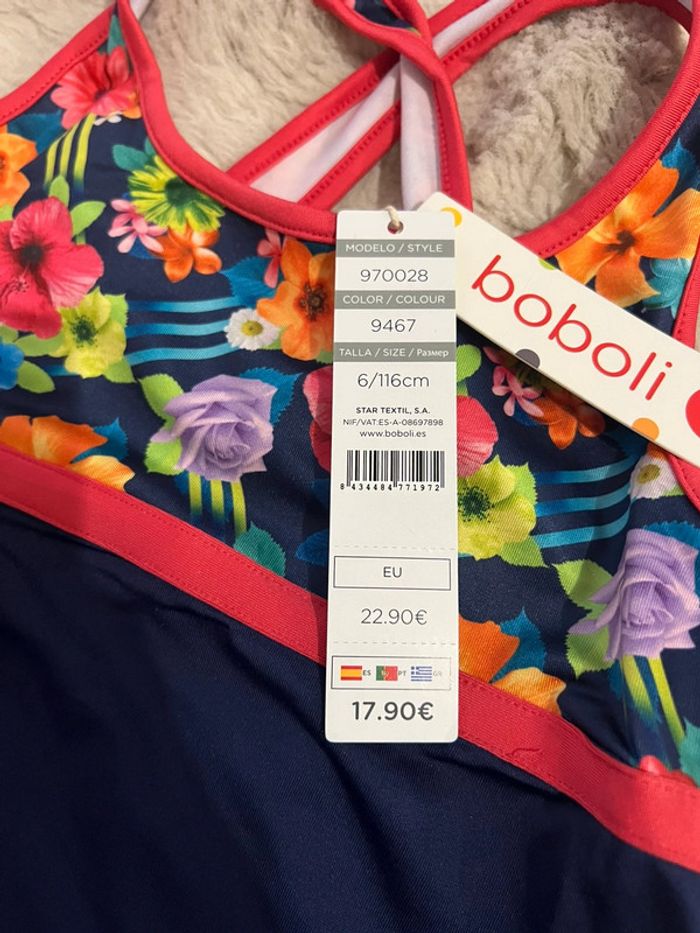 MODELO / STYLE
970028
COLOR / COLOUR
9467
TALLA / SIZE / Размер
6/116cm
STAR TEXTIL, S.A.
NIF/VAT:ES-A-08697898
www.boboli.es
8 434484 771972
EU
22.90€
ES PT GR
17.90€
boboli